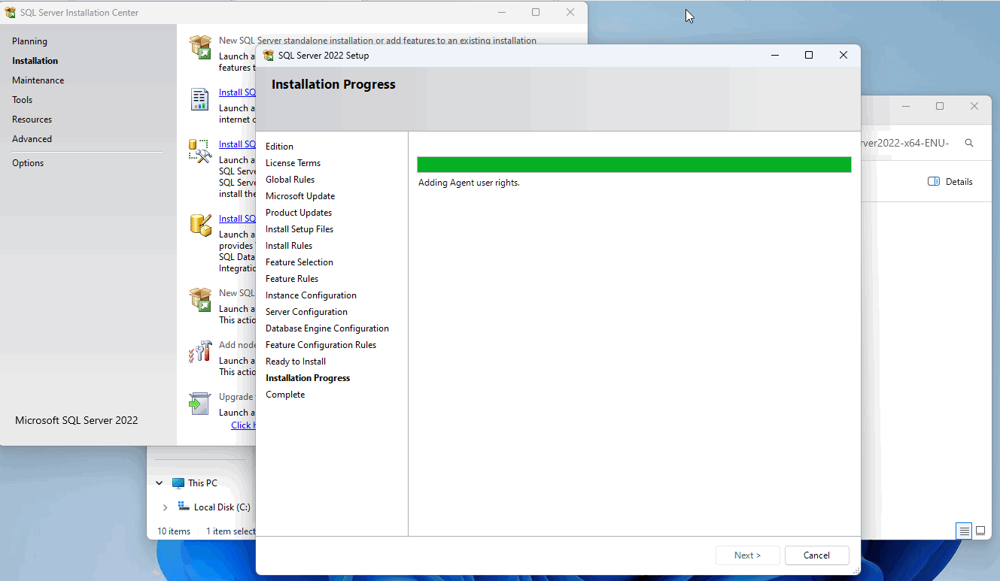 SQL Server Installation Center
Planning
Installation
Maintenance
Tools
Resources
Advanced
Options
Microsoft SQL Server 2022
New SQL Server standalone installation or add features to an existing installation
Launch a
features t
Install SQ
Launch a
internet c
Install SQ
Launch a
SQL Serve
SQL Serve
install the
Install SQ
Launch a
provides
SQL Data
Integratio
New SQL
Launch a
This actio
Add node
Launch a
This actio
Upgrade
Launch a
Click h
SQL Server 2022 Setup
Installation Progress
Edition
License Terms
Global Rules
Microsoft Update
Product Updates
Install Setup Files
Install Rules
Feature Selection
Feature Rules
Instance Configuration
Server Configuration
Database Engine Configuration
Feature Configuration Rules
Ready to Install
Installation Progress
Complete
Adding Agent user rights.
Next >
Cancel
rver2022-x64-ENU-
Details
This PC
Local Disk (C:)
10 items
1 item select